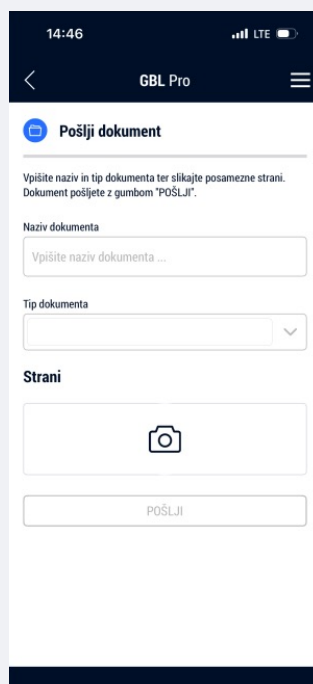 14:46
LTE
GBL Pro
Pošlji dokument
Vpišite naziv in tip dokumenta ter slikajte posamezne strani.
Dokument pošljete z gumbom "POŠLJI".
Naziv dokumenta
Vpišite naziv dokumenta ...
Tip dokumenta
Strani
POŠLJI